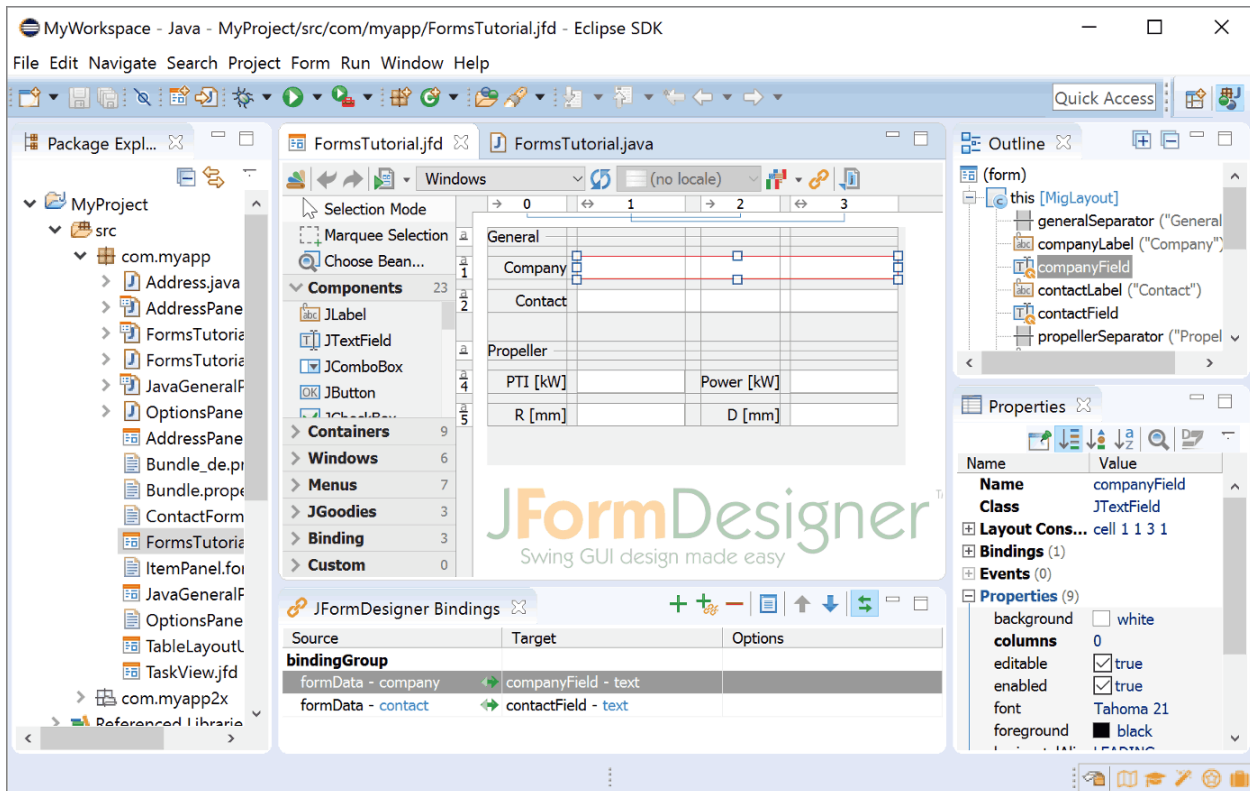 MyWorkspace - Java - MyProject/src/com/myapp/FormsTutorial.jfd - Eclipse SDK
File Edit Navigate Search Project Form Run Window Help
Quick Access
Package Expl...
MyProject
src
com.myapp
Address.java
AddressPane
FormsTutoria
FormsTutoria
JavaGeneralP
OptionsPane
AddressPane
Bundle_de.pr
Bundle.prope
ContactForm
FormsTutoria
ItemPanel.for
JavaGeneralP
OptionsPane
TableLayoutU
TaskView.jfd
com.myapp2x
Referenced Librarie
FormsTutorial.jfd
FormsTutorial.java
Windows
(no locale)
Selection Mode
Marquee Selection
Choose Bean...
Components 23
JLabel
JTextField
JComboBox
JButton
JCheckBox
Containers 9
Windows 6
Menus 7
JGoodies 3
Binding 3
Custom 0
0 1 2 3
1
2
4
5
General
Company
Contact
Propeller
PTI [kW] Power [kW]
R [mm] D [mm]
JFormDesigner
Swing GUI design made easy
JFormDesigner Bindings
Source Target Options
bindingGroup
formData - company companyField - text
formData - contact contactField - text
Outline
(form)
this [MigLayout]
generalSeparator ("General
companyLabel ("Company")
companyField
contactLabel ("Contact")
contactField
propellerSeparator ("Propel
Properties
Name Value
Name companyField
Class JTextField
Layout Cons... cell 1 1 3 1
Bindings (1)
Events (0)
Properties (9)
background white
columns 0
editable true
enabled true
font Tahoma 21
foreground black